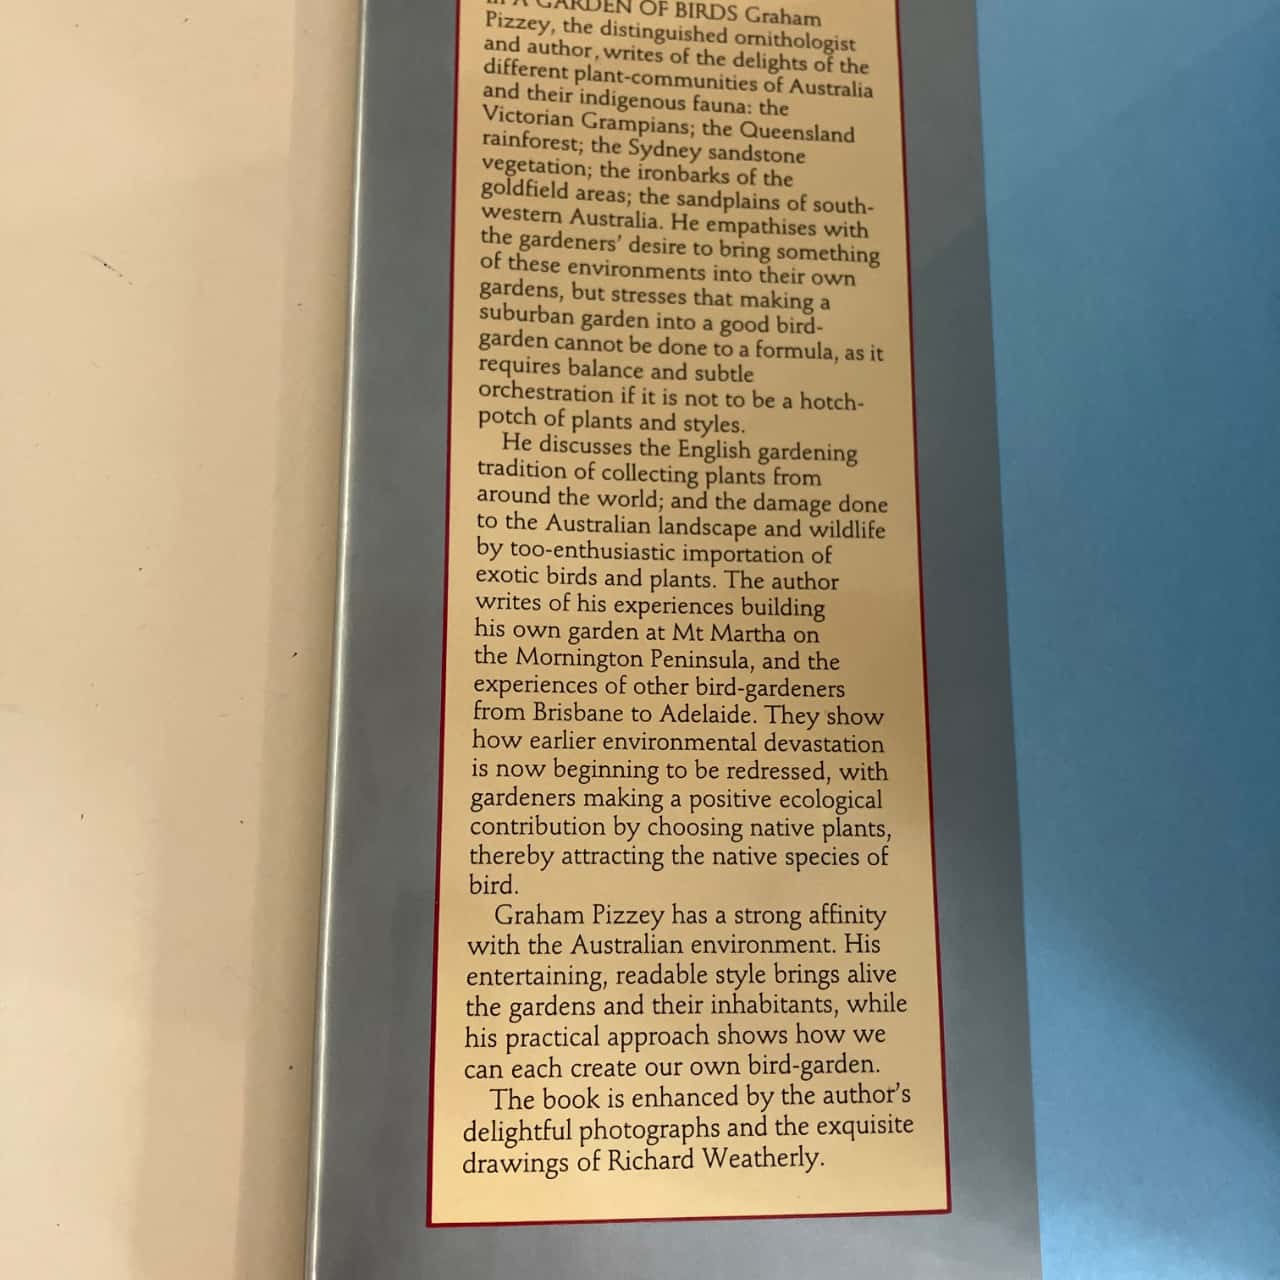 In A GARDEN OF BIRDS Graham
Pizzey, the distinguished ornithologist
and author, writes of the delights of the
different plant-communities of Australia
and their indigenous fauna: the
Victorian Grampians; the Queensland
rainforest; the Sydney sandstone
vegetation; the ironbarks of the
goldfield areas; the sandplains of south-
western Australia. He empathises with
the gardeners' desire to bring something
of these environments into their own
gardens, but stresses that making a
suburban garden into a good bird-
garden cannot be done to a formula, as it
requires balance and subtle
orchestration if it is not to be a hotch-
potch of plants and styles.
He discusses the English gardening
tradition of collecting plants from
around the world; and the damage done
to the Australian landscape and wildlife
by too-enthusiastic importation of
exotic birds and plants. The author
writes of his experiences building
his own garden at Mt Martha on
the Mornington Peninsula, and the
experiences of other bird-gardeners
from Brisbane to Adelaide. They show
how earlier environmental devastation
is now beginning to be redressed, with
gardeners making a positive ecological
contribution by choosing native plants,
thereby attracting the native species of
bird.
Graham Pizzey has a strong affinity
with the Australian environment. His
entertaining, readable style brings alive
the gardens and their inhabitants, while
his practical approach shows how we
can each create our own bird-garden.
The book is enhanced by the author's
delightful photographs and the exquisite
drawings of Richard Weatherly.